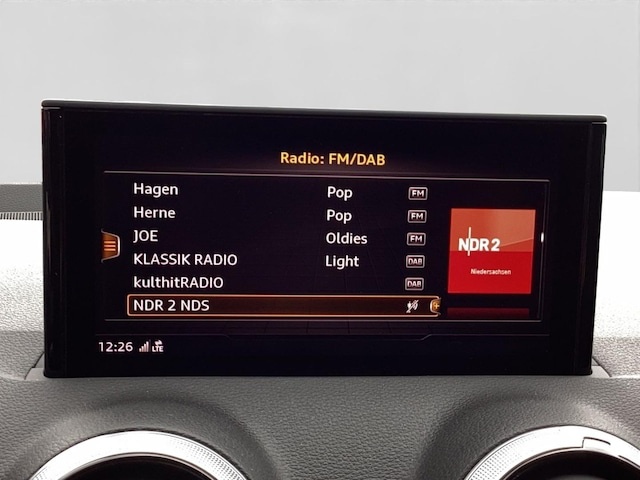 Radio: FM/DAB
Hagen Pop FM
Herne Pop FM
JOE Oldies FM
KLASSIK RADIO Light DAB
kulthitRADIO DAB
NDR 2 NDS
NDR 2
Niedersachsen
12:26 LTE